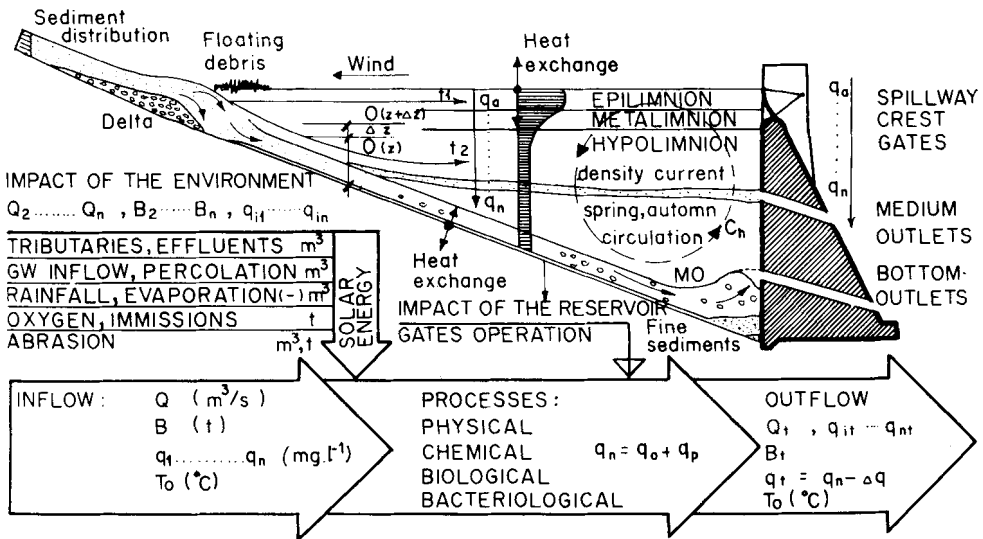 Sediment
distribution
Floating
debris
Wind
Heat
exchange
t1
qa
O(z+Δz)
Δz
O(z)
t2
qn
Delta
EPILIMNION
METALIMNION
HYPOLIMNION
density current
spring, automn
circulation
Ch
MO
Heat
exchange
Fine
sediments
qa
qn
SPILLWAY
CREST
GATES
MEDIUM
OUTLETS
BOTTOM-
OUTLETS
IMPACT OF THE ENVIRONMENT
Q2........Qn , B2.....Bn , qi1.....qin
TRIBUTARIES, EFFLUENTS m³
GW INFLOW, PERCOLATION m³
RAINFALL, EVAPORATION(-) m³
OXYGEN, IMMISSIONS t
ABRASION m³,t
SOLAR
ENERGY
IMPACT OF THE RESERVOIR
GATES OPERATION
INFLOW : Q (m³/s)
B (t)
q1...........qn (mg.l⁻¹)
To (°C)
PROCESSES :
PHYSICAL
CHEMICAL qn = qo + qp
BIOLOGICAL
BACTERIOLOGICAL
OUTFLOW
Qt , qit ... qnt
Bt
qt = qn - Δq
To (°C)